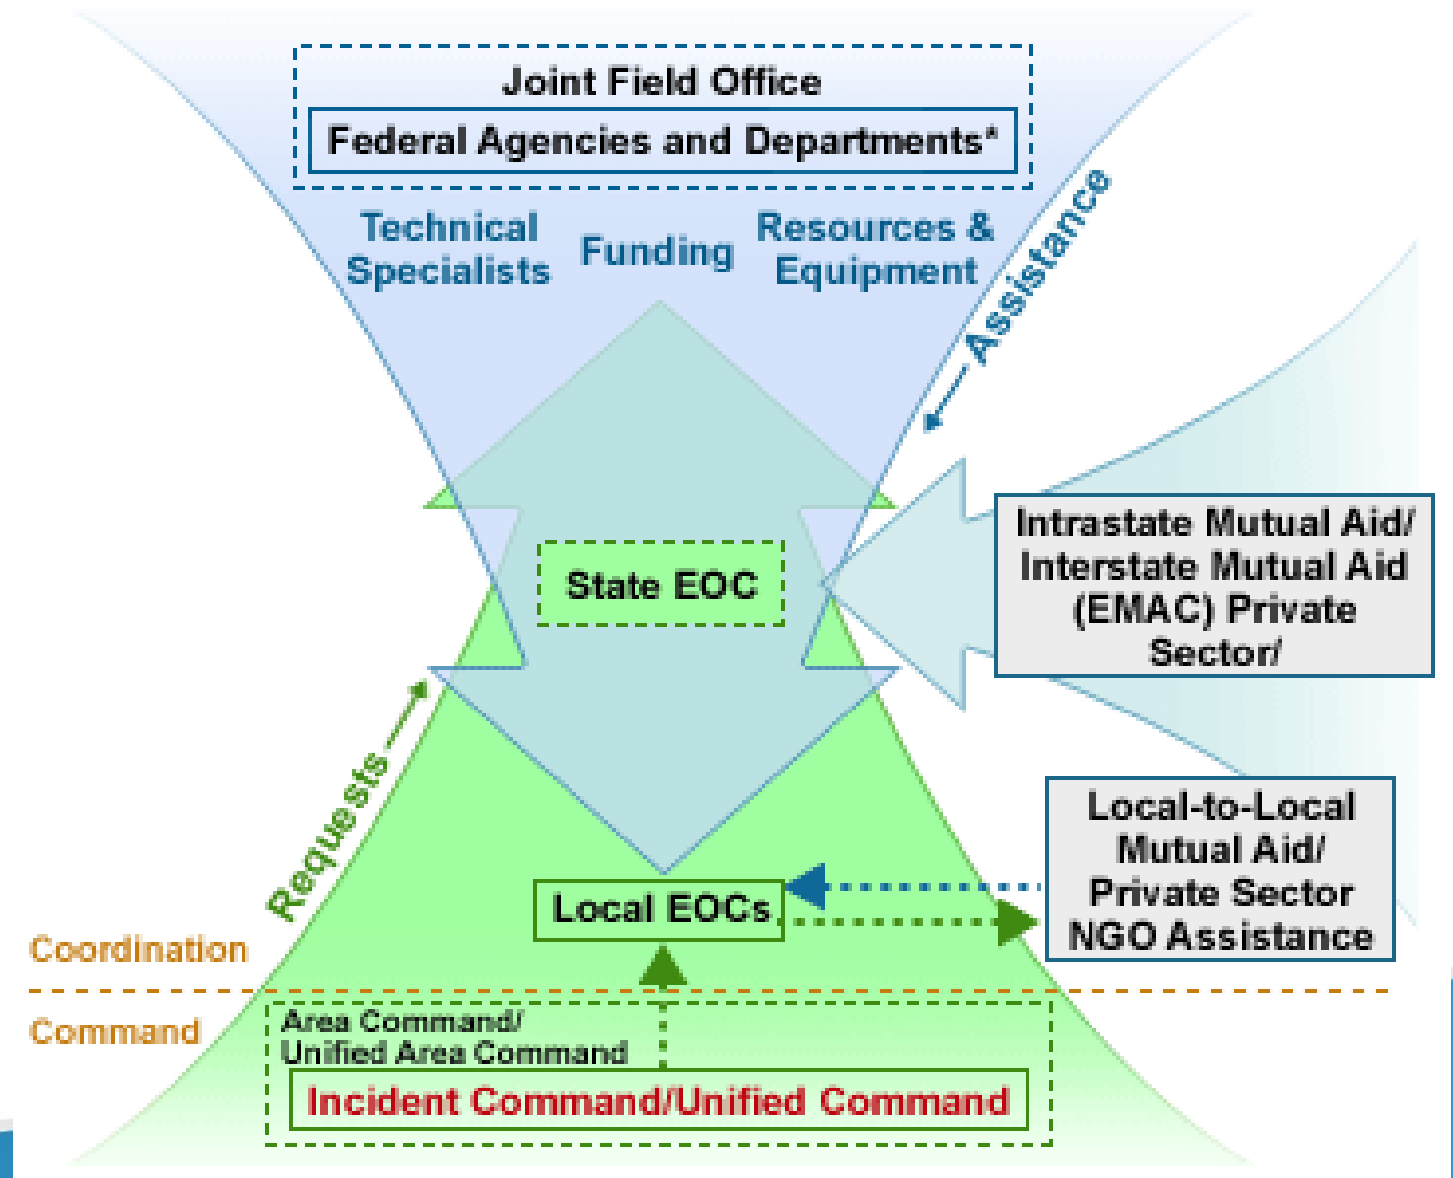 Joint Field Office
Federal Agencies and Departments*
Technical
Specialists
Funding
Resources &
Equipment
Assistance
State EOC
Intrastate Mutual Aid/
Interstate Mutual Aid
(EMAC) Private
Sector/
Requests
Local EOCs
Local-to-Local
Mutual Aid/
Private Sector
NGO Assistance
Coordination
Command
Area Command/
Unified Area Command
Incident Command/Unified Command